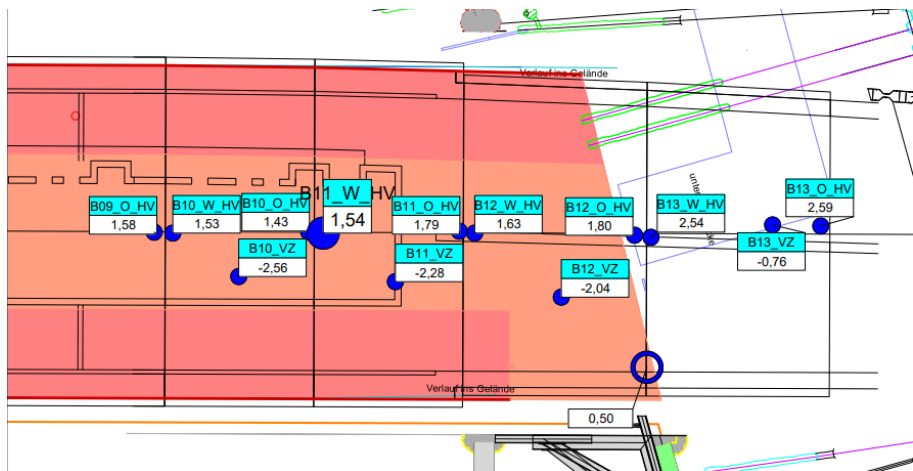 Verlauf ins Gelände
B09_O_HV
1,58
B10_W_HV
1,53
B10_O_HV
1,43
B11_W_HV
1,54
B11_O_HV
1,79
B12_W_HV
1,63
B12_O_HV
1,80
B13_W_HV
2,54
B13_O_HV
2,59
B10_VZ
-2,56
B11_VZ
-2,28
B12_VZ
-2,04
B13_VZ
-0,76
Verlauf ins Gelände
0,50